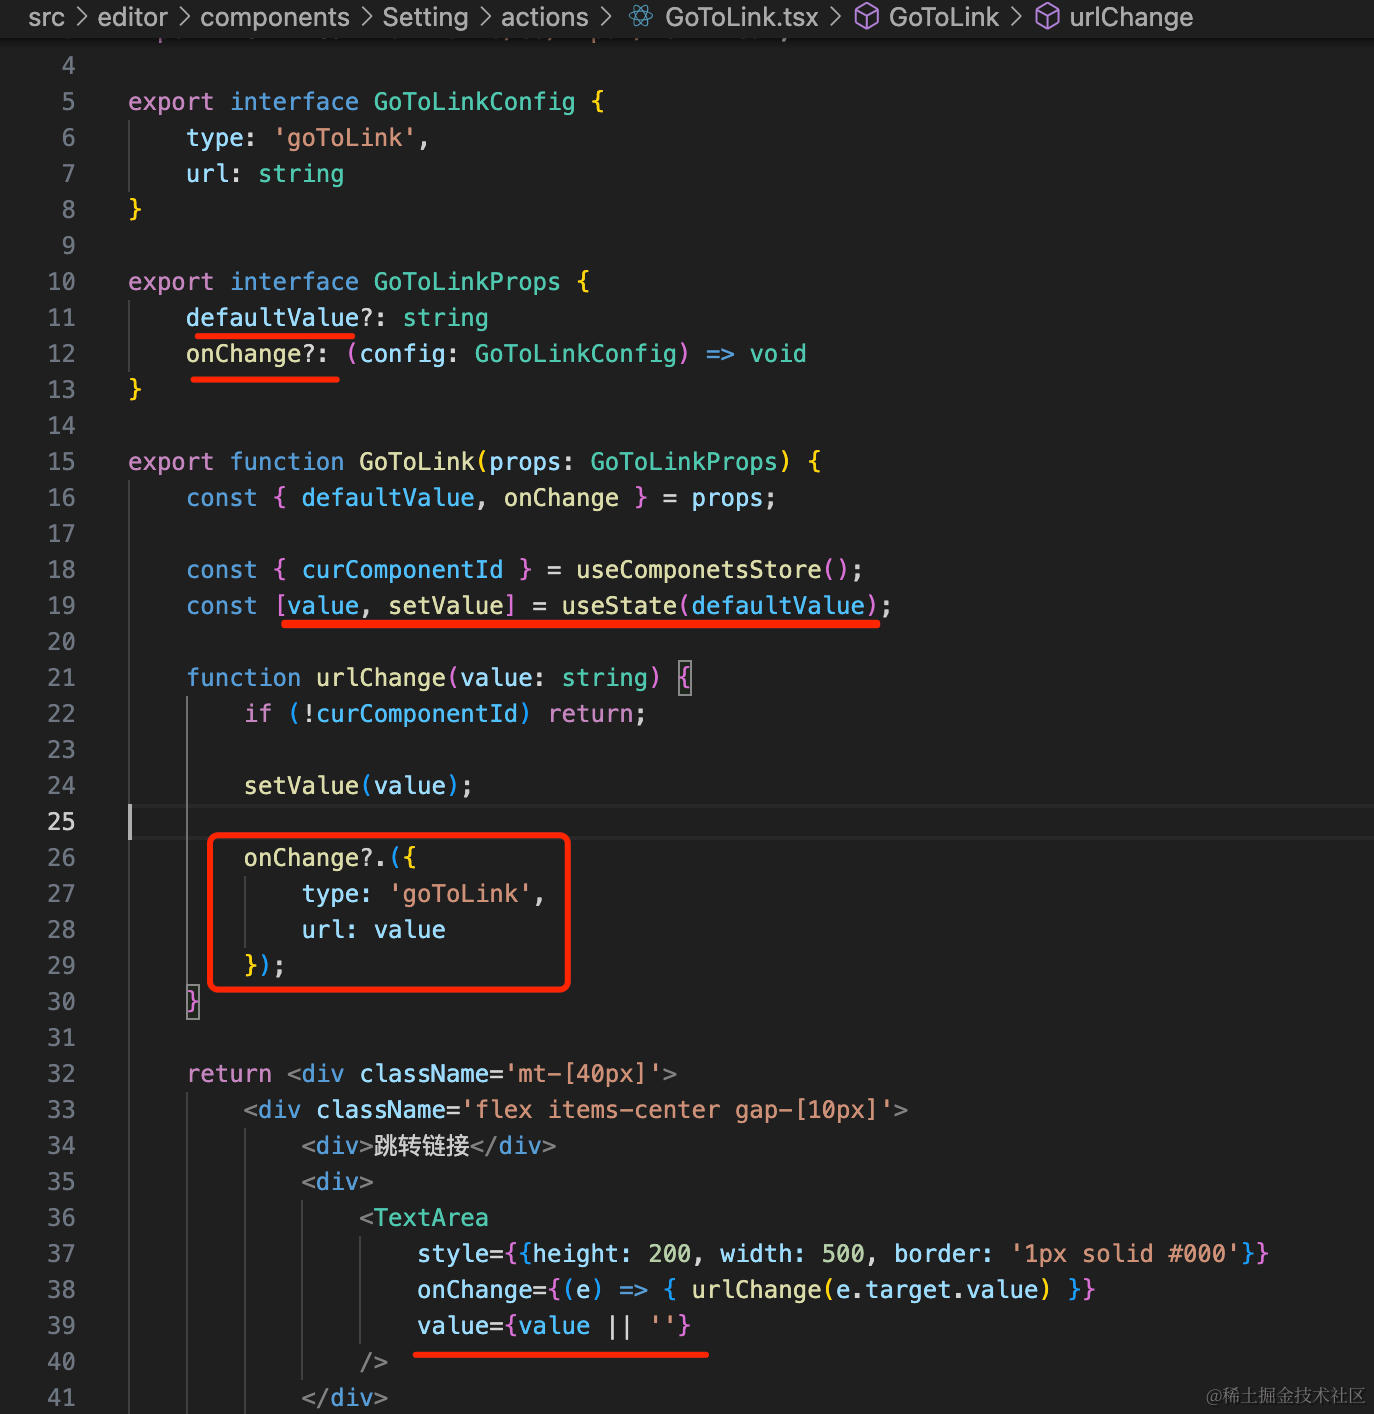 src > editor > components > Setting > actions > GoToLink.tsx > GoToLink > urlChange
4
5 export interface GoToLinkConfig {
6     type: 'goToLink',
7     url: string
8 }
9
10 export interface GoToLinkProps {
11     defaultValue?: string
12     onChange?: (config: GoToLinkConfig) => void
13 }
14
15 export function GoToLink(props: GoToLinkProps) {
16     const { defaultValue, onChange } = props;
17
18     const { curComponentId } = useComponetsStore();
19     const [value, setValue] = useState(defaultValue);
20
21     function urlChange(value: string) {
22         if (!curComponentId) return;
23
24         setValue(value);
25
26         onChange?.({
27             type: 'goToLink',
28             url: value
29         });
30     }
31
32     return <div className='mt-[40px]'>
33         <div className='flex items-center gap-[10px]'>
34             <div>跳转链接</div>
35             <div>
36                 <TextArea
37                     style={{height: 200, width: 500, border: '1px solid #000'}}
38                     onChange={(e) => { urlChange(e.target.value) }}
39                     value={value || ''}
40                 />
41             </div>
@稀土掘金技术社区